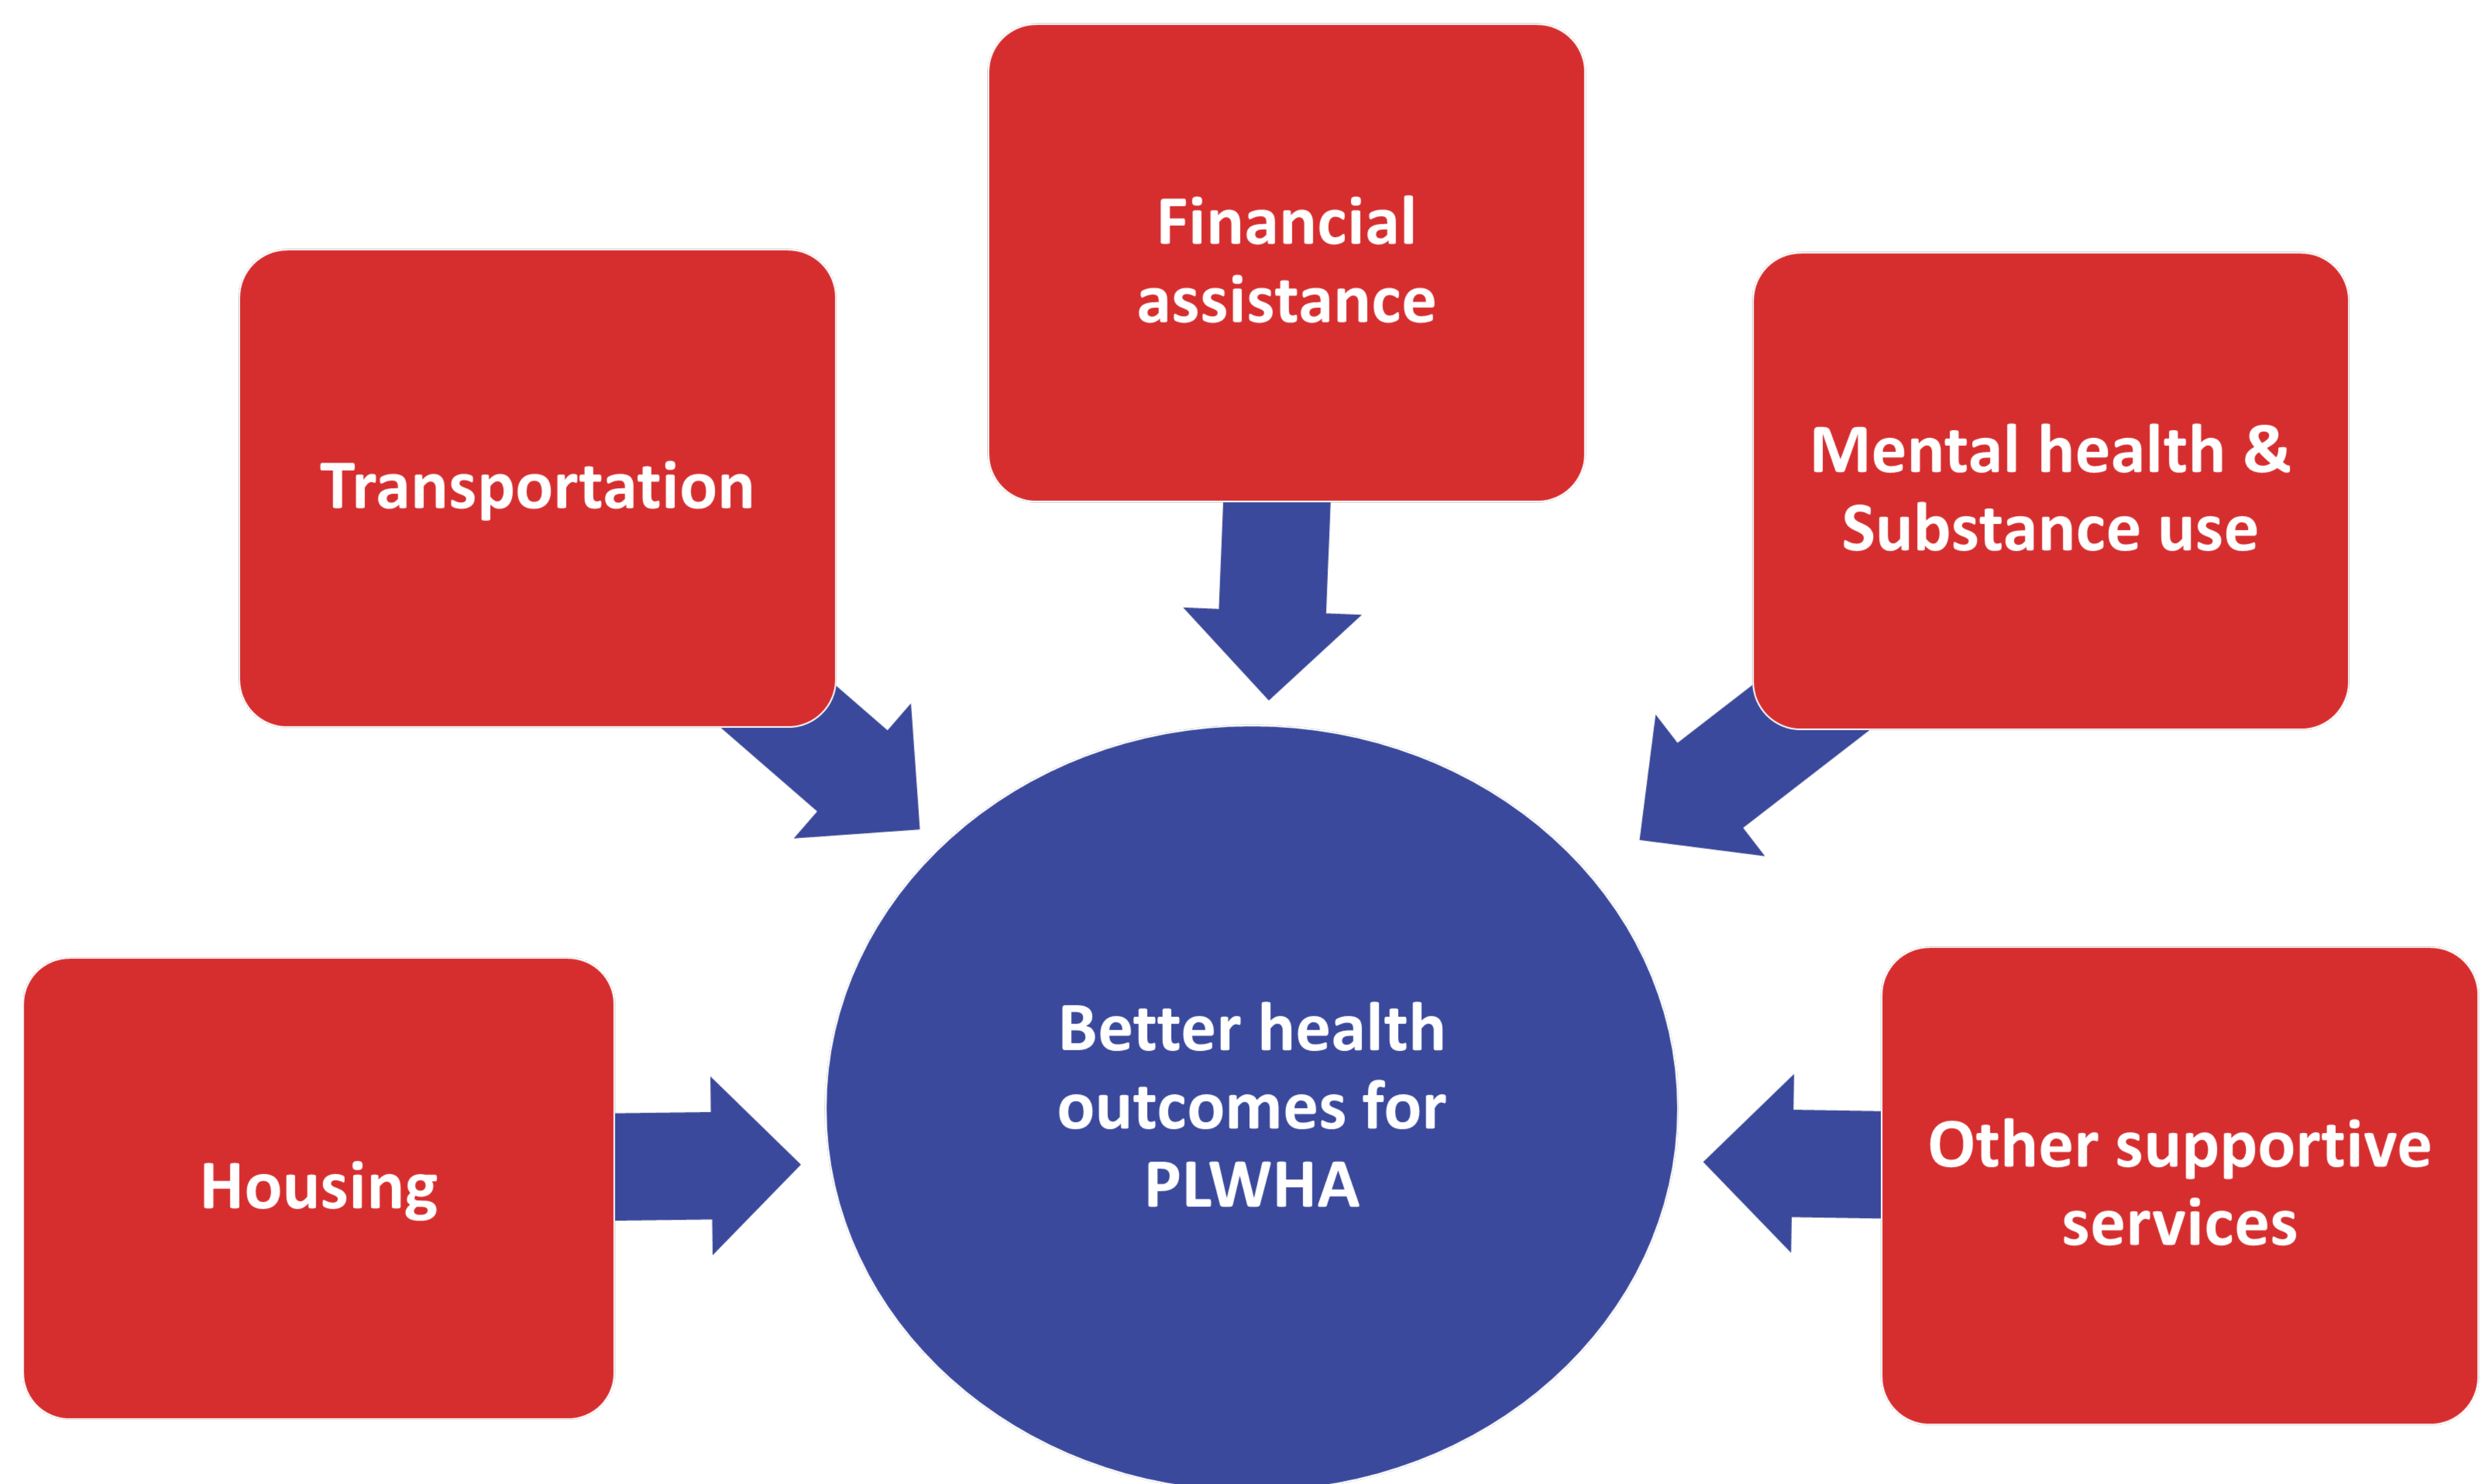 Financial
assistance
Transportation
Mental health &
Substance use
Better health
outcomes for
PLWHA
Housing
Other supportive
services